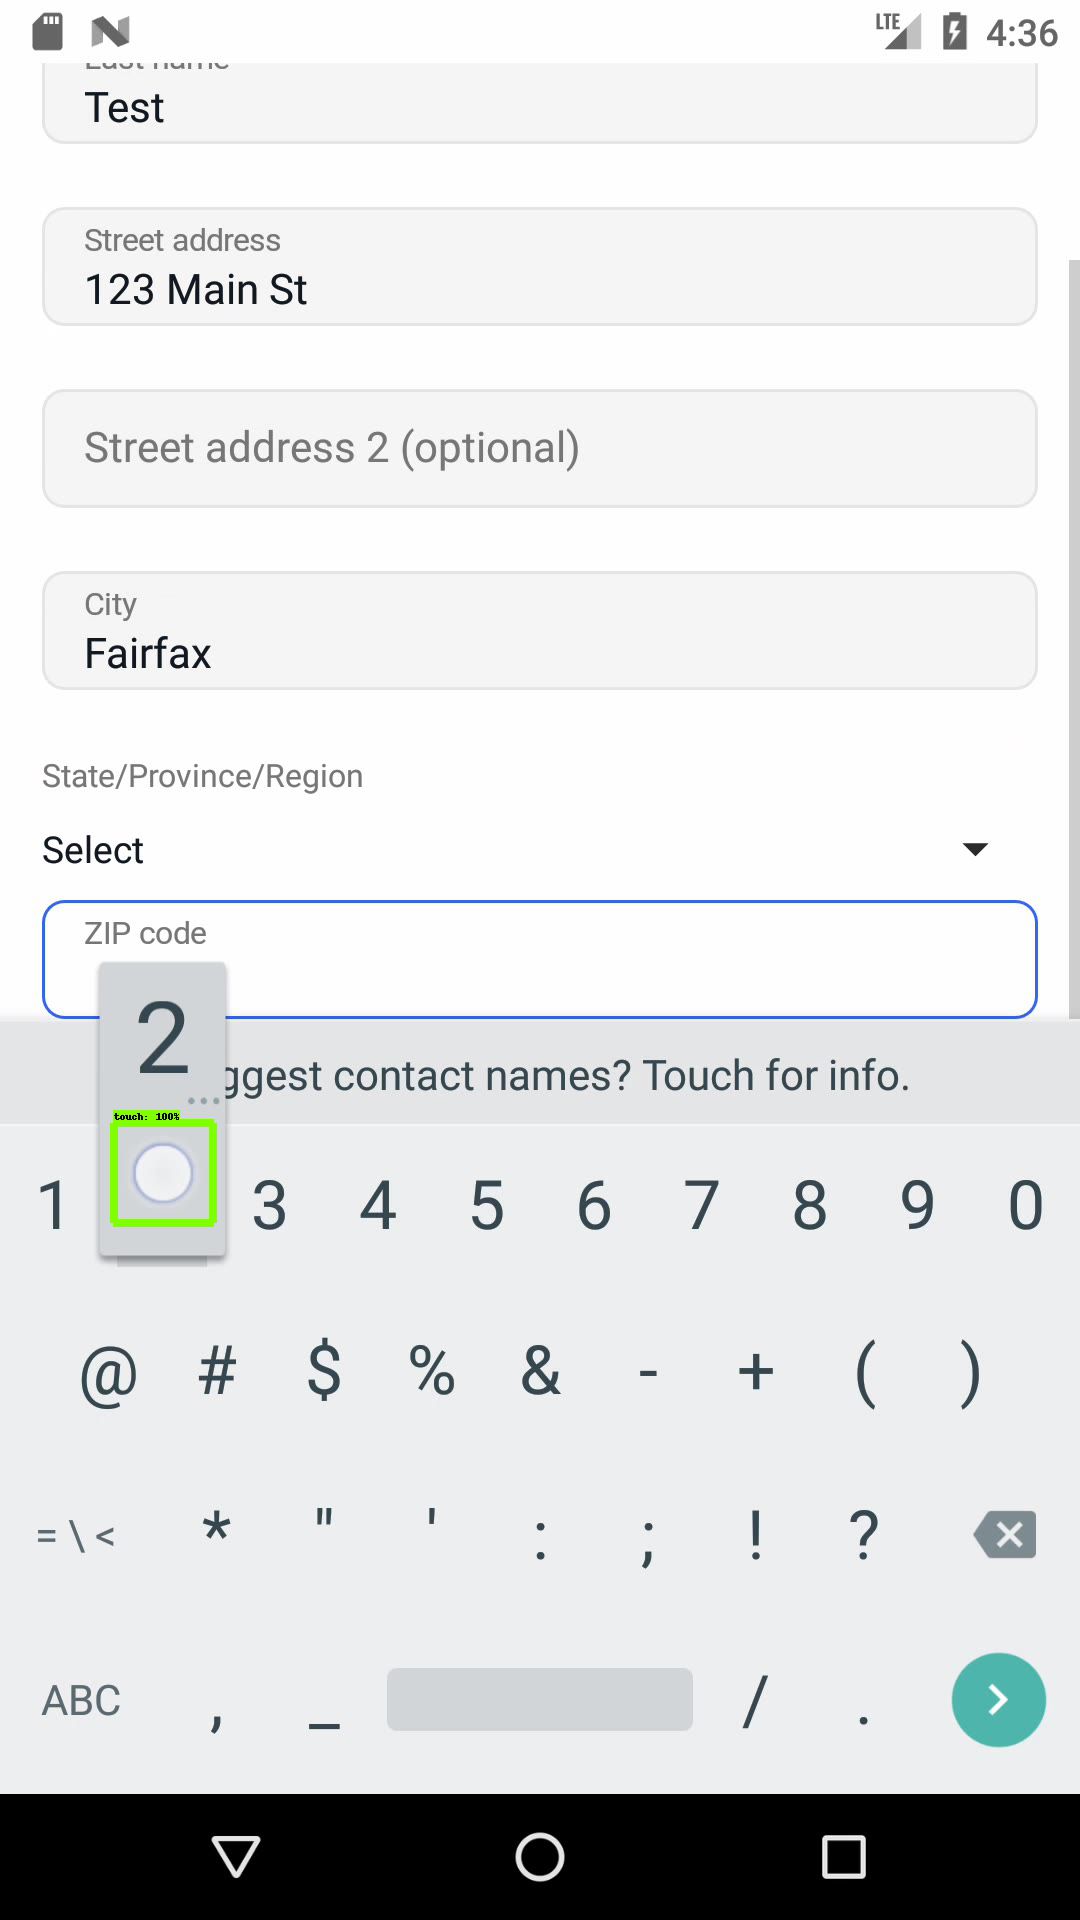 LTE 4:36
Last name
Test
Street address
123 Main St
Street address 2 (optional)
City
Fairfax
State/Province/Region
Select
ZIP code
2
ggest contact names? Touch for info.
touch: 100%
1 3 4 5 6 7 8 9 0
@ # $ % & - + ( )
= \ < * " ' : ; ! ?
ABC , _ / .